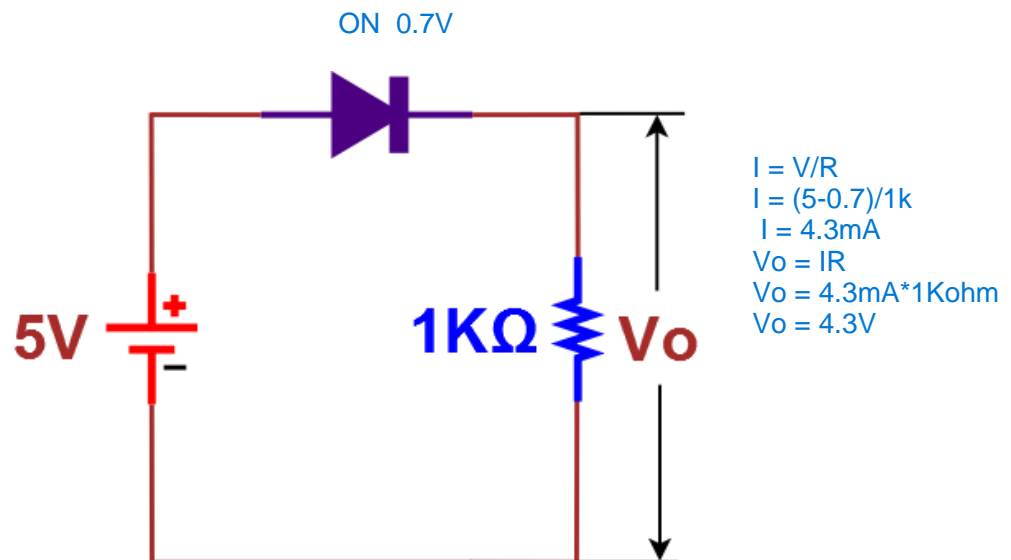 ON 0.7V
I = V/R
I = (5-0.7)/1k
I = 4.3mA
Vo = IR
Vo = 4.3mA*1Kohm
Vo = 4.3V
+
5V
−
1KΩ
Vo